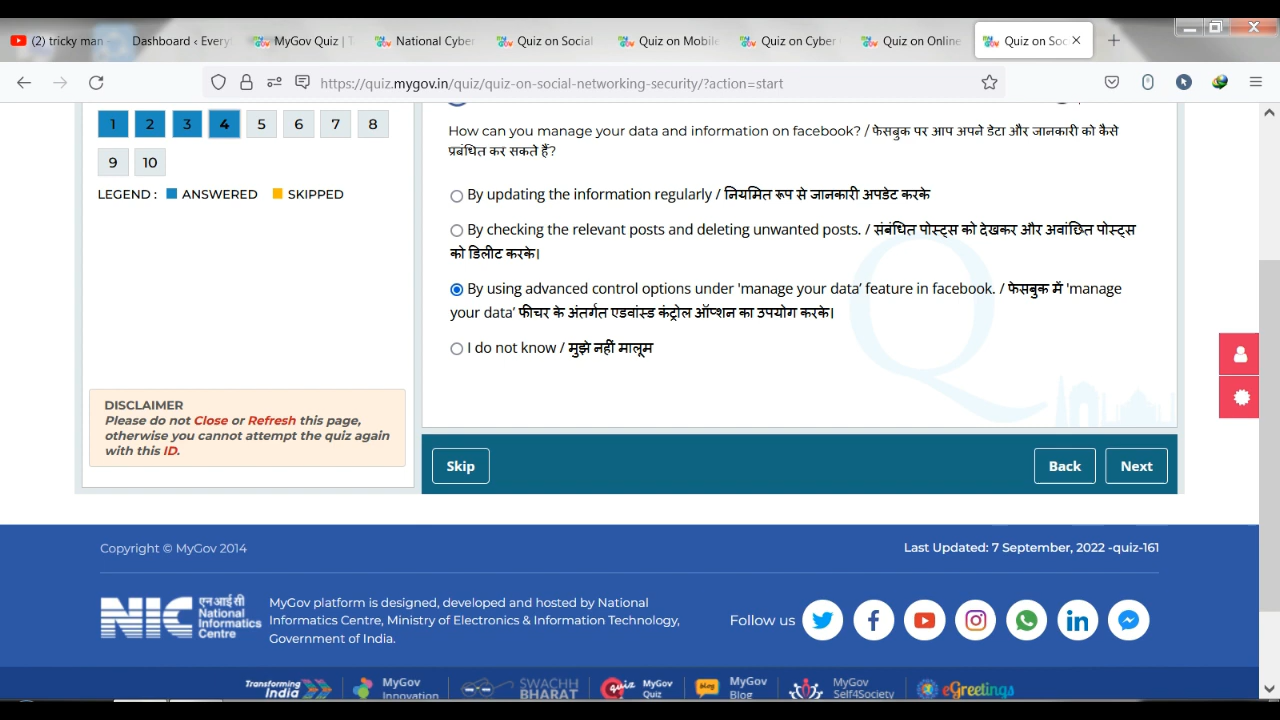 (2) tricky man
Dashboard ‹ Every
MyGov Quiz | T
National Cyber
Quiz on Social
Quiz on Mobile
Quiz on Cyber
Quiz on Online
Quiz on Soc
https://quiz.mygov.in/quiz/quiz-on-social-networking-security/?action=start
1 2 3 4 5 6 7 8
9 10
LEGEND : ANSWERED SKIPPED
DISCLAIMER
Please do not Close or Refresh this page,
otherwise you cannot attempt the quiz again
with this ID.
How can you manage your data and information on facebook? / फेसबुक पर आप अपने डेटा और जानकारी को कैसे
प्रबंधित कर सकते हैं?
By updating the information regularly / नियमित रूप से जानकारी अपडेट करके
By checking the relevant posts and deleting unwanted posts. / संबंधित पोस्ट्स को देखकर और अवांछित पोस्ट्स
को डिलीट करके।
By using advanced control options under 'manage your data’ feature in facebook. / फेसबुक में 'manage
your data’ फीचर के अंतर्गत एडवांस्ड कंट्रोल ऑप्शन का उपयोग करके।
I do not know / मुझे नहीं मालूम
Skip
Back
Next
Copyright © MyGov 2014
Last Updated: 7 September, 2022 -quiz-161
NIC
एन आई सी
National
Informatics
Centre
MyGov platform is designed, developed and hosted by National
Informatics Centre, Ministry of Electronics & Information Technology,
Government of India.
Follow us
Transforming
India
MyGov
Innovation
SWACHH
BHARAT
quiz
MyGov
Quiz
blog
MyGov
Blog
MyGov
Self4Society
eGreetings